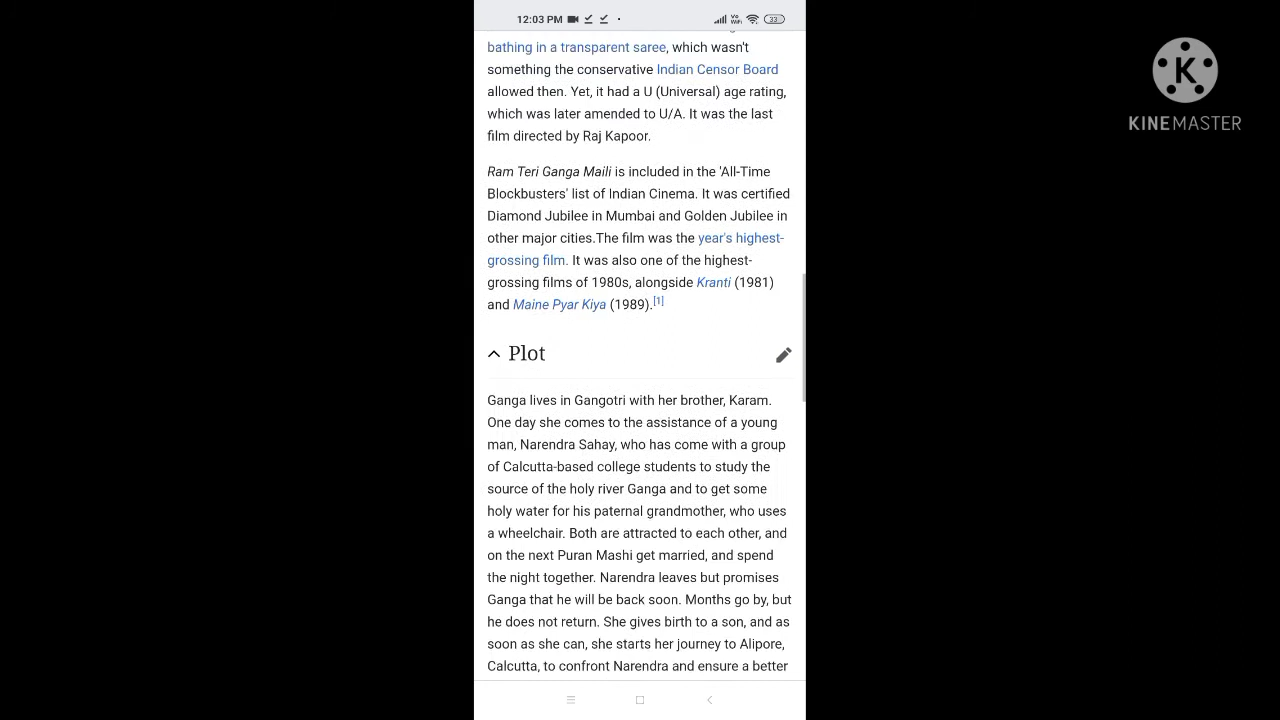 12:03 PM
Vo
WiFi
33
bathing in a transparent saree, which wasn't
something the conservative Indian Censor Board
allowed then. Yet, it had a U (Universal) age rating,
which was later amended to U/A. It was the last
film directed by Raj Kapoor.
Ram Teri Ganga Maili is included in the 'All-Time
Blockbusters' list of Indian Cinema. It was certified
Diamond Jubilee in Mumbai and Golden Jubilee in
other major cities.The film was the year's highest-
grossing film. It was also one of the highest-
grossing films of 1980s, alongside Kranti (1981)
and Maine Pyar Kiya (1989).[1]
Plot
Ganga lives in Gangotri with her brother, Karam.
One day she comes to the assistance of a young
man, Narendra Sahay, who has come with a group
of Calcutta-based college students to study the
source of the holy river Ganga and to get some
holy water for his paternal grandmother, who uses
a wheelchair. Both are attracted to each other, and
on the next Puran Mashi get married, and spend
the night together. Narendra leaves but promises
Ganga that he will be back soon. Months go by, but
he does not return. She gives birth to a son, and as
soon as she can, she starts her journey to Alipore,
Calcutta, to confront Narendra and ensure a better
K
KINEMASTER